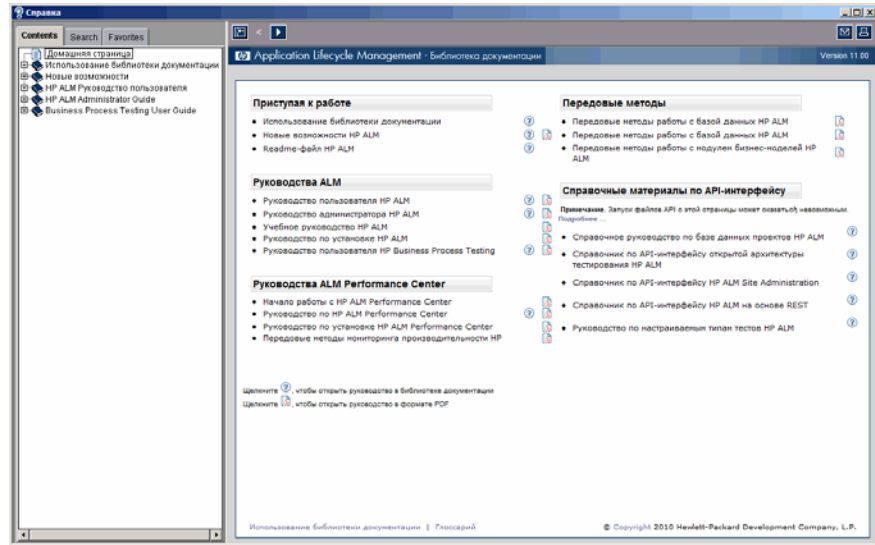 Справка
Contents Search Favorites
Домашняя страница
Использование библиотеки документации
Новые возможности
HP ALM Руководство пользователя
HP ALM Administrator Guide
Business Process Testing User Guide
Application Lifecycle Management - Библиотека документации
Version 11.00
Приступая к работе
Использование библиотеки документации
Новые возможности HP ALM
Readme-файл HP ALM
Руководства ALM
Руководство пользователя HP ALM
Руководство администратора HP ALM
Учебное руководство HP ALM
Руководство по установке HP ALM
Руководство пользователя HP Business Process Testing
Руководства ALM Performance Center
Начало работы с HP ALM Performance Center
Руководство по HP ALM Performance Center
Руководство по установке HP ALM Performance Center
Передовые методы мониторинга производительности HP
Щелкните , чтобы открыть руководство в библиотеке документации
Щелкните , чтобы открыть руководство в формате PDF
Передовые методы
Передовые методы работы с базой данных HP ALM
Передовые методы работы с базой данных HP ALM
Передовые методы работы с модулем бизнес-моделей HP
ALM
Справочные материалы по API-интерфейсу
Примечание. Запуск файлов API с этой страницы может оказаться невозможным.
Подробнее ...
Справочное руководство по базе данных проектов HP ALM
Справочник по API-интерфейсу открытой архитектуры
тестирования HP ALM
Справочник по API-интерфейсу HP ALM Site Administration
Справочник по API-интерфейсу HP ALM на основе REST
Руководство по настраиваемым типам тестов HP ALM
Использование библиотеки документации | Глоссарий
© Copyright 2010 Hewlett-Packard Development Company, L.P.